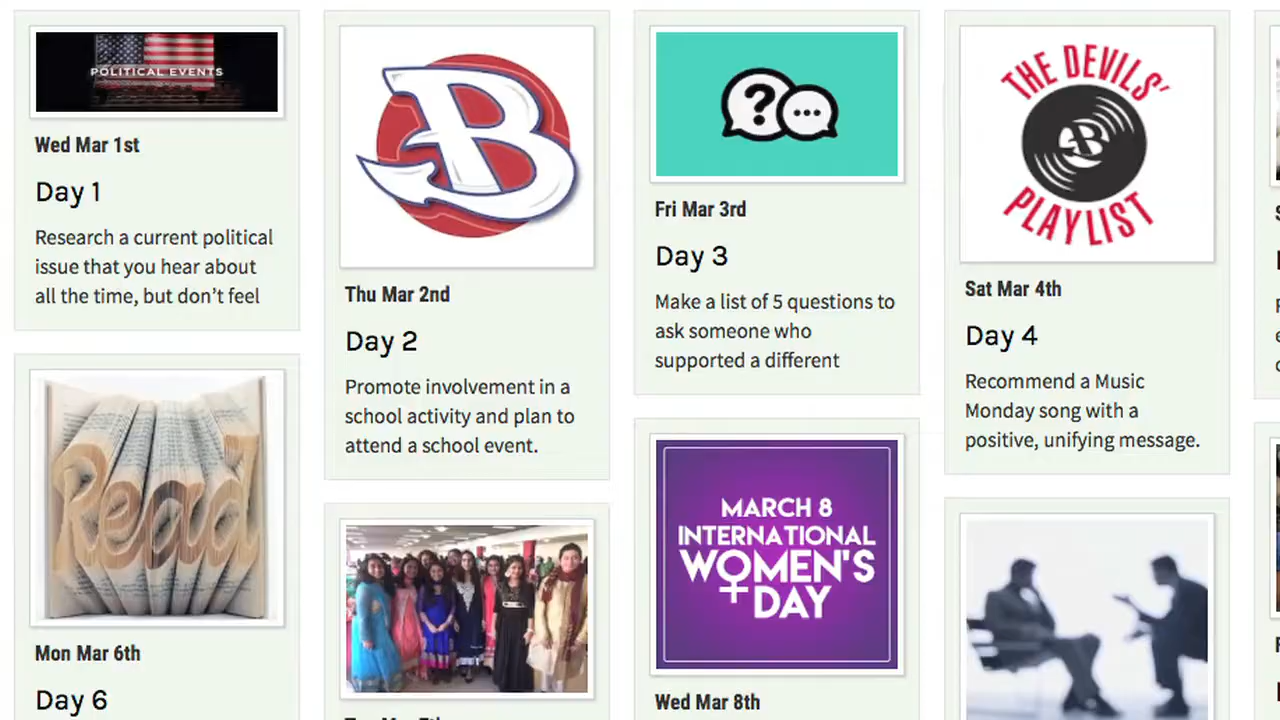 POLITICAL EVENTS
Wed Mar 1st
Day 1
Research a current political
issue that you hear about
all the time, but don’t feel
B
Thu Mar 2nd
Day 2
Promote involvement in a
school activity and plan to
attend a school event.
?
...
Fri Mar 3rd
Day 3
Make a list of 5 questions to
ask someone who
supported a different
THE DEVILS’
B
PLAYLIST
Sat Mar 4th
Day 4
Recommend a Music
Monday song with a
positive, unifying message.
Read
Mon Mar 6th
Day 6
MARCH 8
INTERNATIONAL
WOMEN'S
DAY
Wed Mar 8th